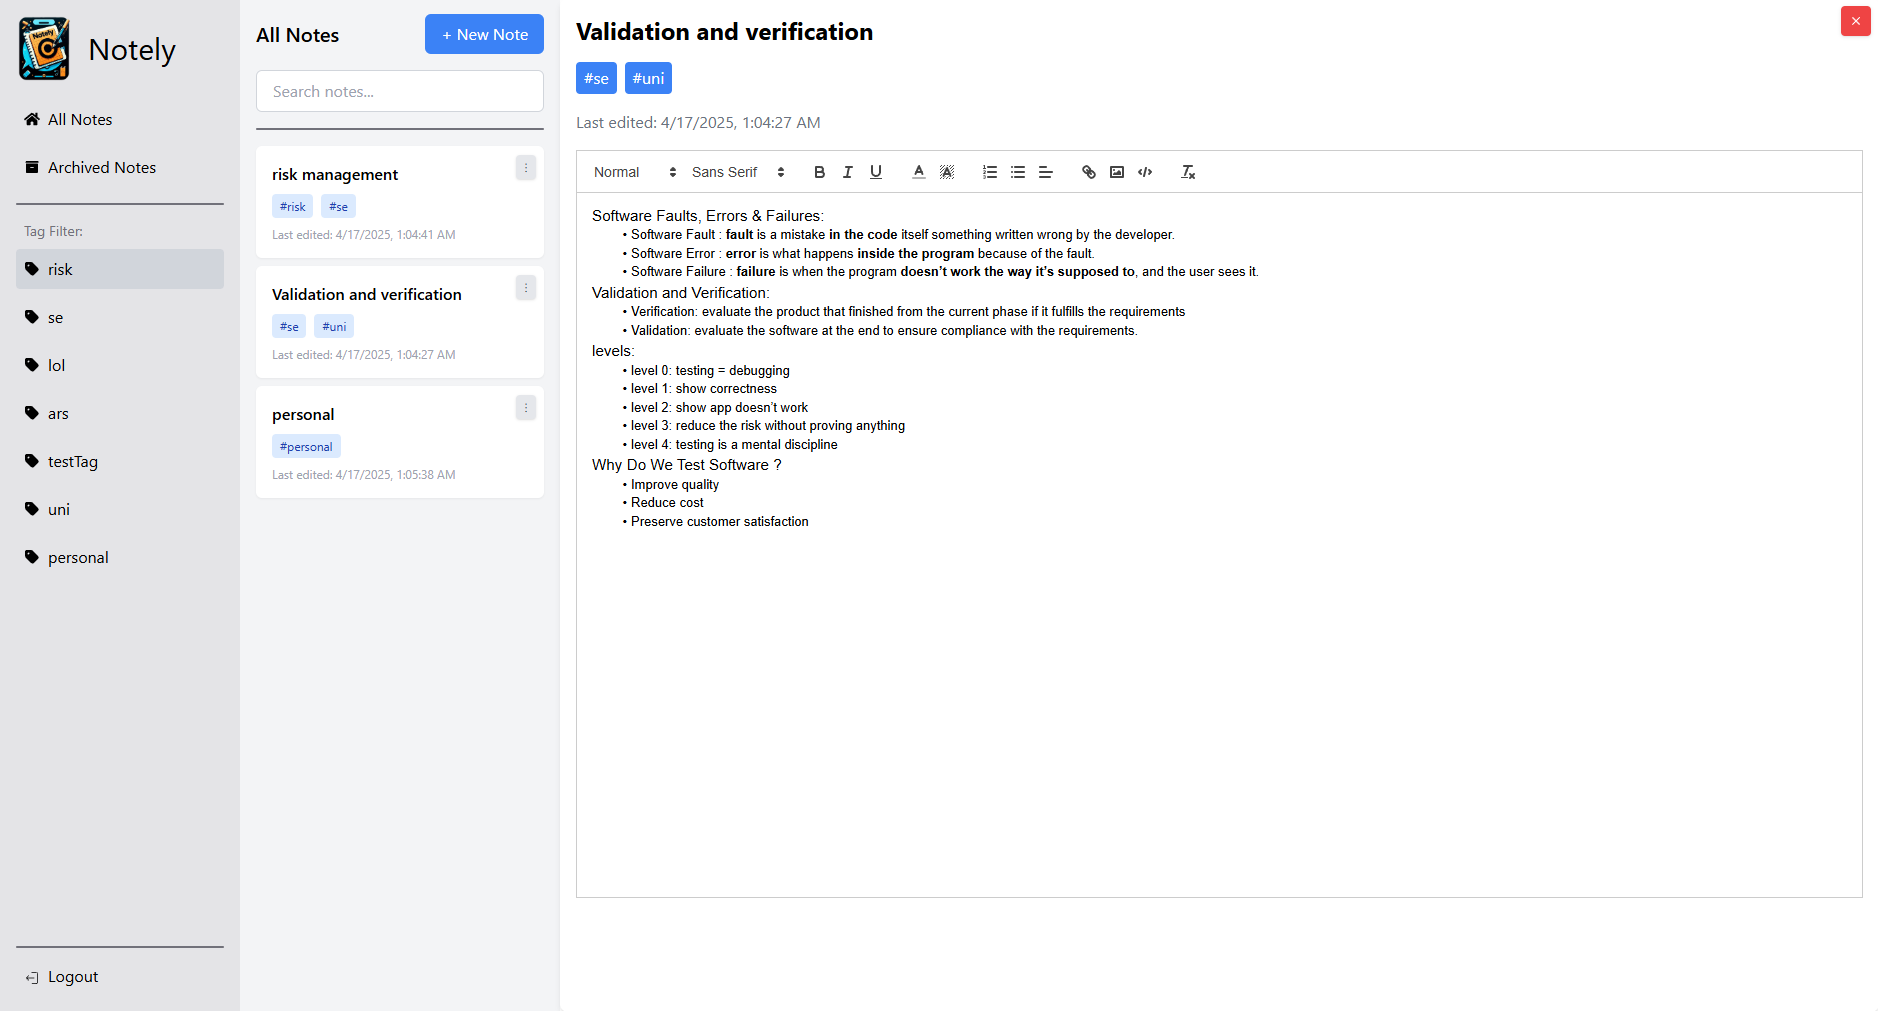 Notely
Notely
All Notes
Archived Notes
Tag Filter:
risk
se
lol
ars
testTag
uni
personal
Logout
All Notes
+ New Note
Search notes...
risk management
#risk #se
Last edited: 4/17/2025, 1:04:41 AM
Validation and verification
#se #uni
Last edited: 4/17/2025, 1:04:27 AM
personal
#personal
Last edited: 4/17/2025, 1:05:38 AM
Validation and verification
#se #uni
Last edited: 4/17/2025, 1:04:27 AM
Normal Sans Serif B I U A A
Software Faults, Errors & Failures:
• Software Fault : fault is a mistake in the code itself something written wrong by the developer.
• Software Error : error is what happens inside the program because of the fault.
• Software Failure : failure is when the program doesn’t work the way it’s supposed to, and the user sees it.
Validation and Verification:
• Verification: evaluate the product that finished from the current phase if it fulfills the requirements
• Validation: evaluate the software at the end to ensure compliance with the requirements.
levels:
• level 0: testing = debugging
• level 1: show correctness
• level 2: show app doesn’t work
• level 3: reduce the risk without proving anything
• level 4: testing is a mental discipline
Why Do We Test Software ?
• Improve quality
• Reduce cost
• Preserve customer satisfaction